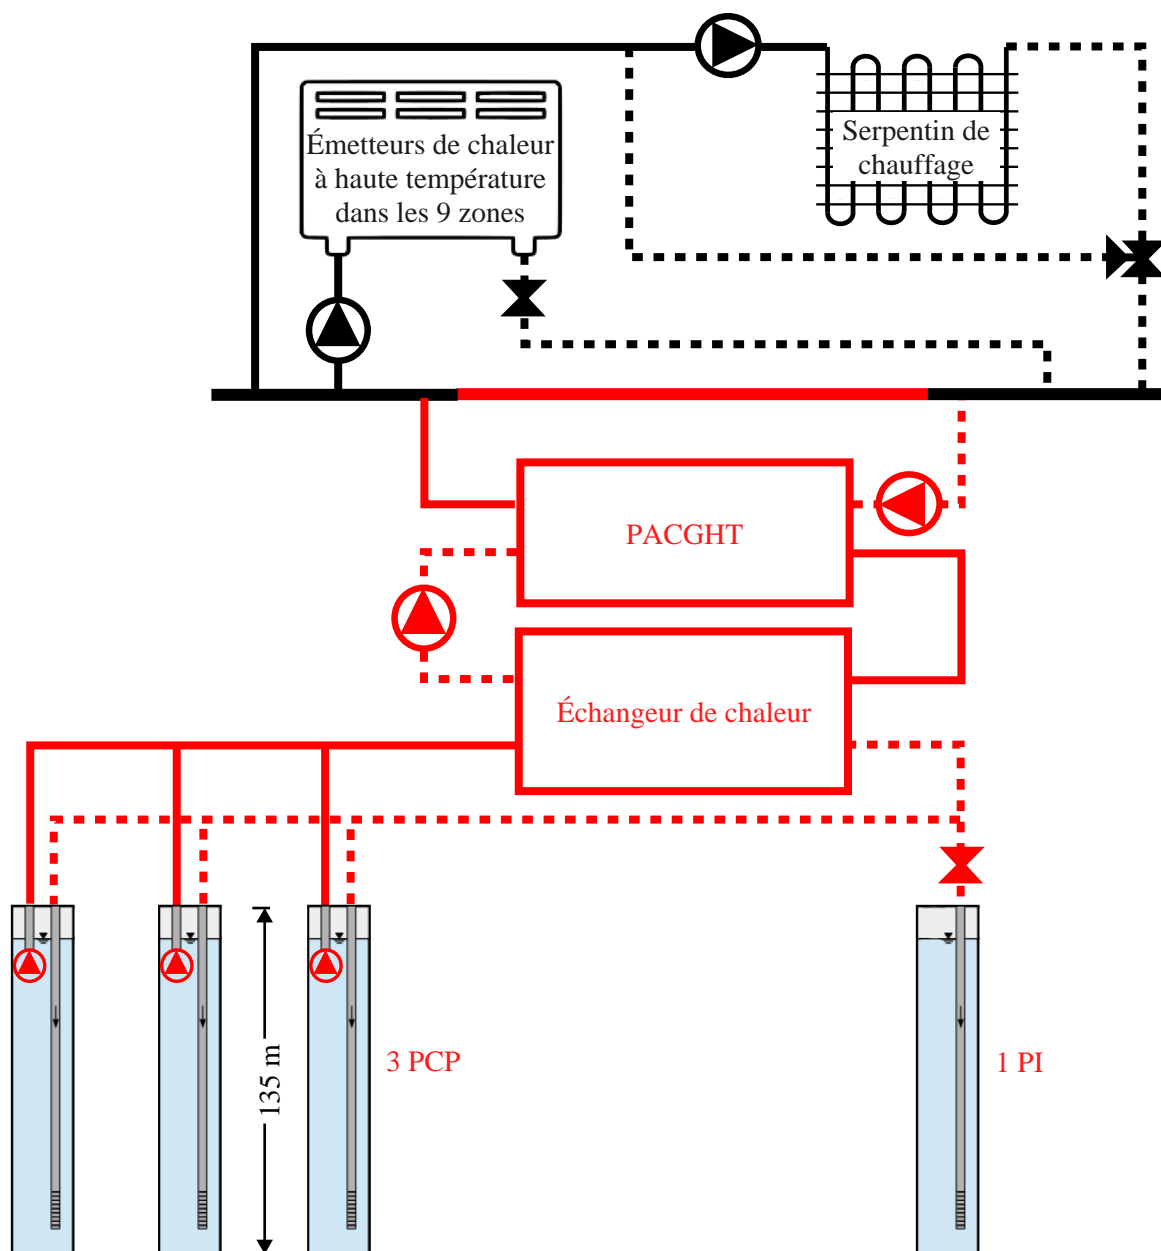 Émetteurs de chaleur
à haute température
dans les 9 zones
Serpentin de
chauffage
PACGHT
Échangeur de chaleur
135 m
3 PCP
1 PI